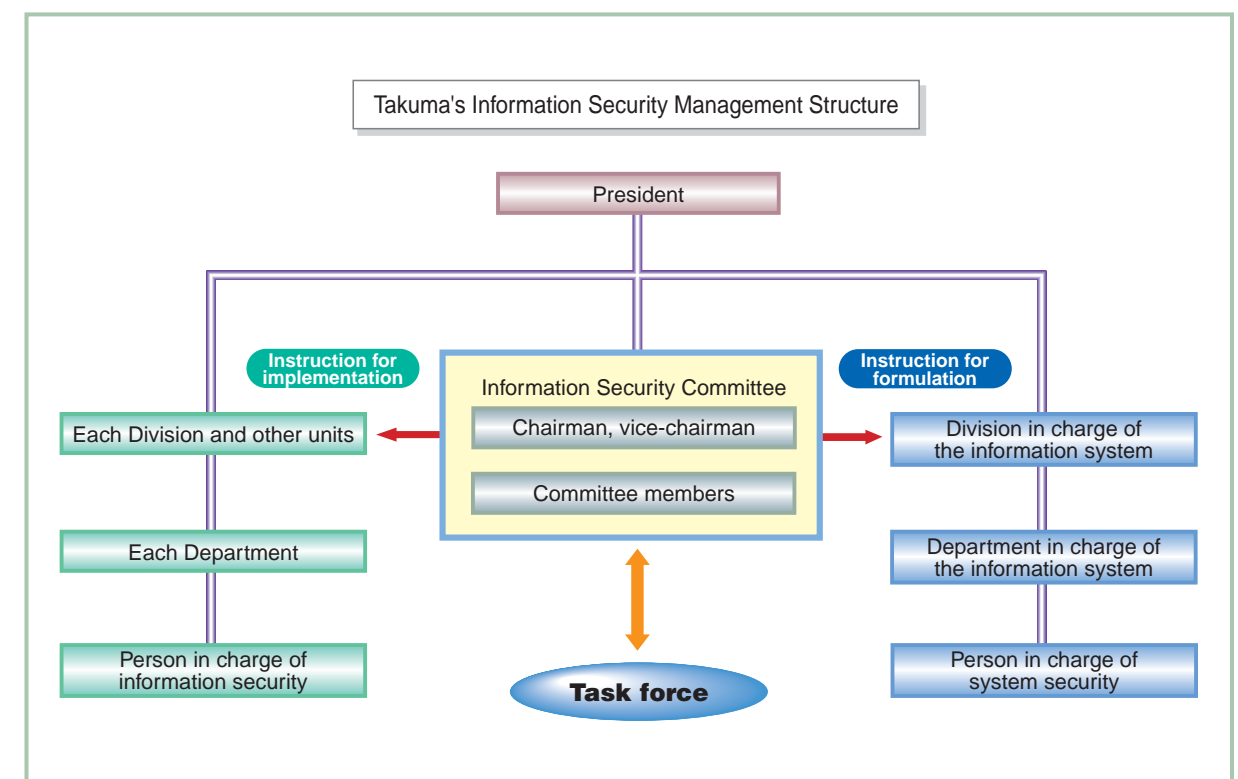 Takuma's Information Security Management Structure
President
Instruction for
implementation
Instruction for
formulation
Information Security Committee
Chairman, vice-chairman
Committee members
Each Division and other units
Division in charge of
the information system
Each Department
Department in charge of
the information system
Person in charge of
information security
Task force
Person in charge of
system security